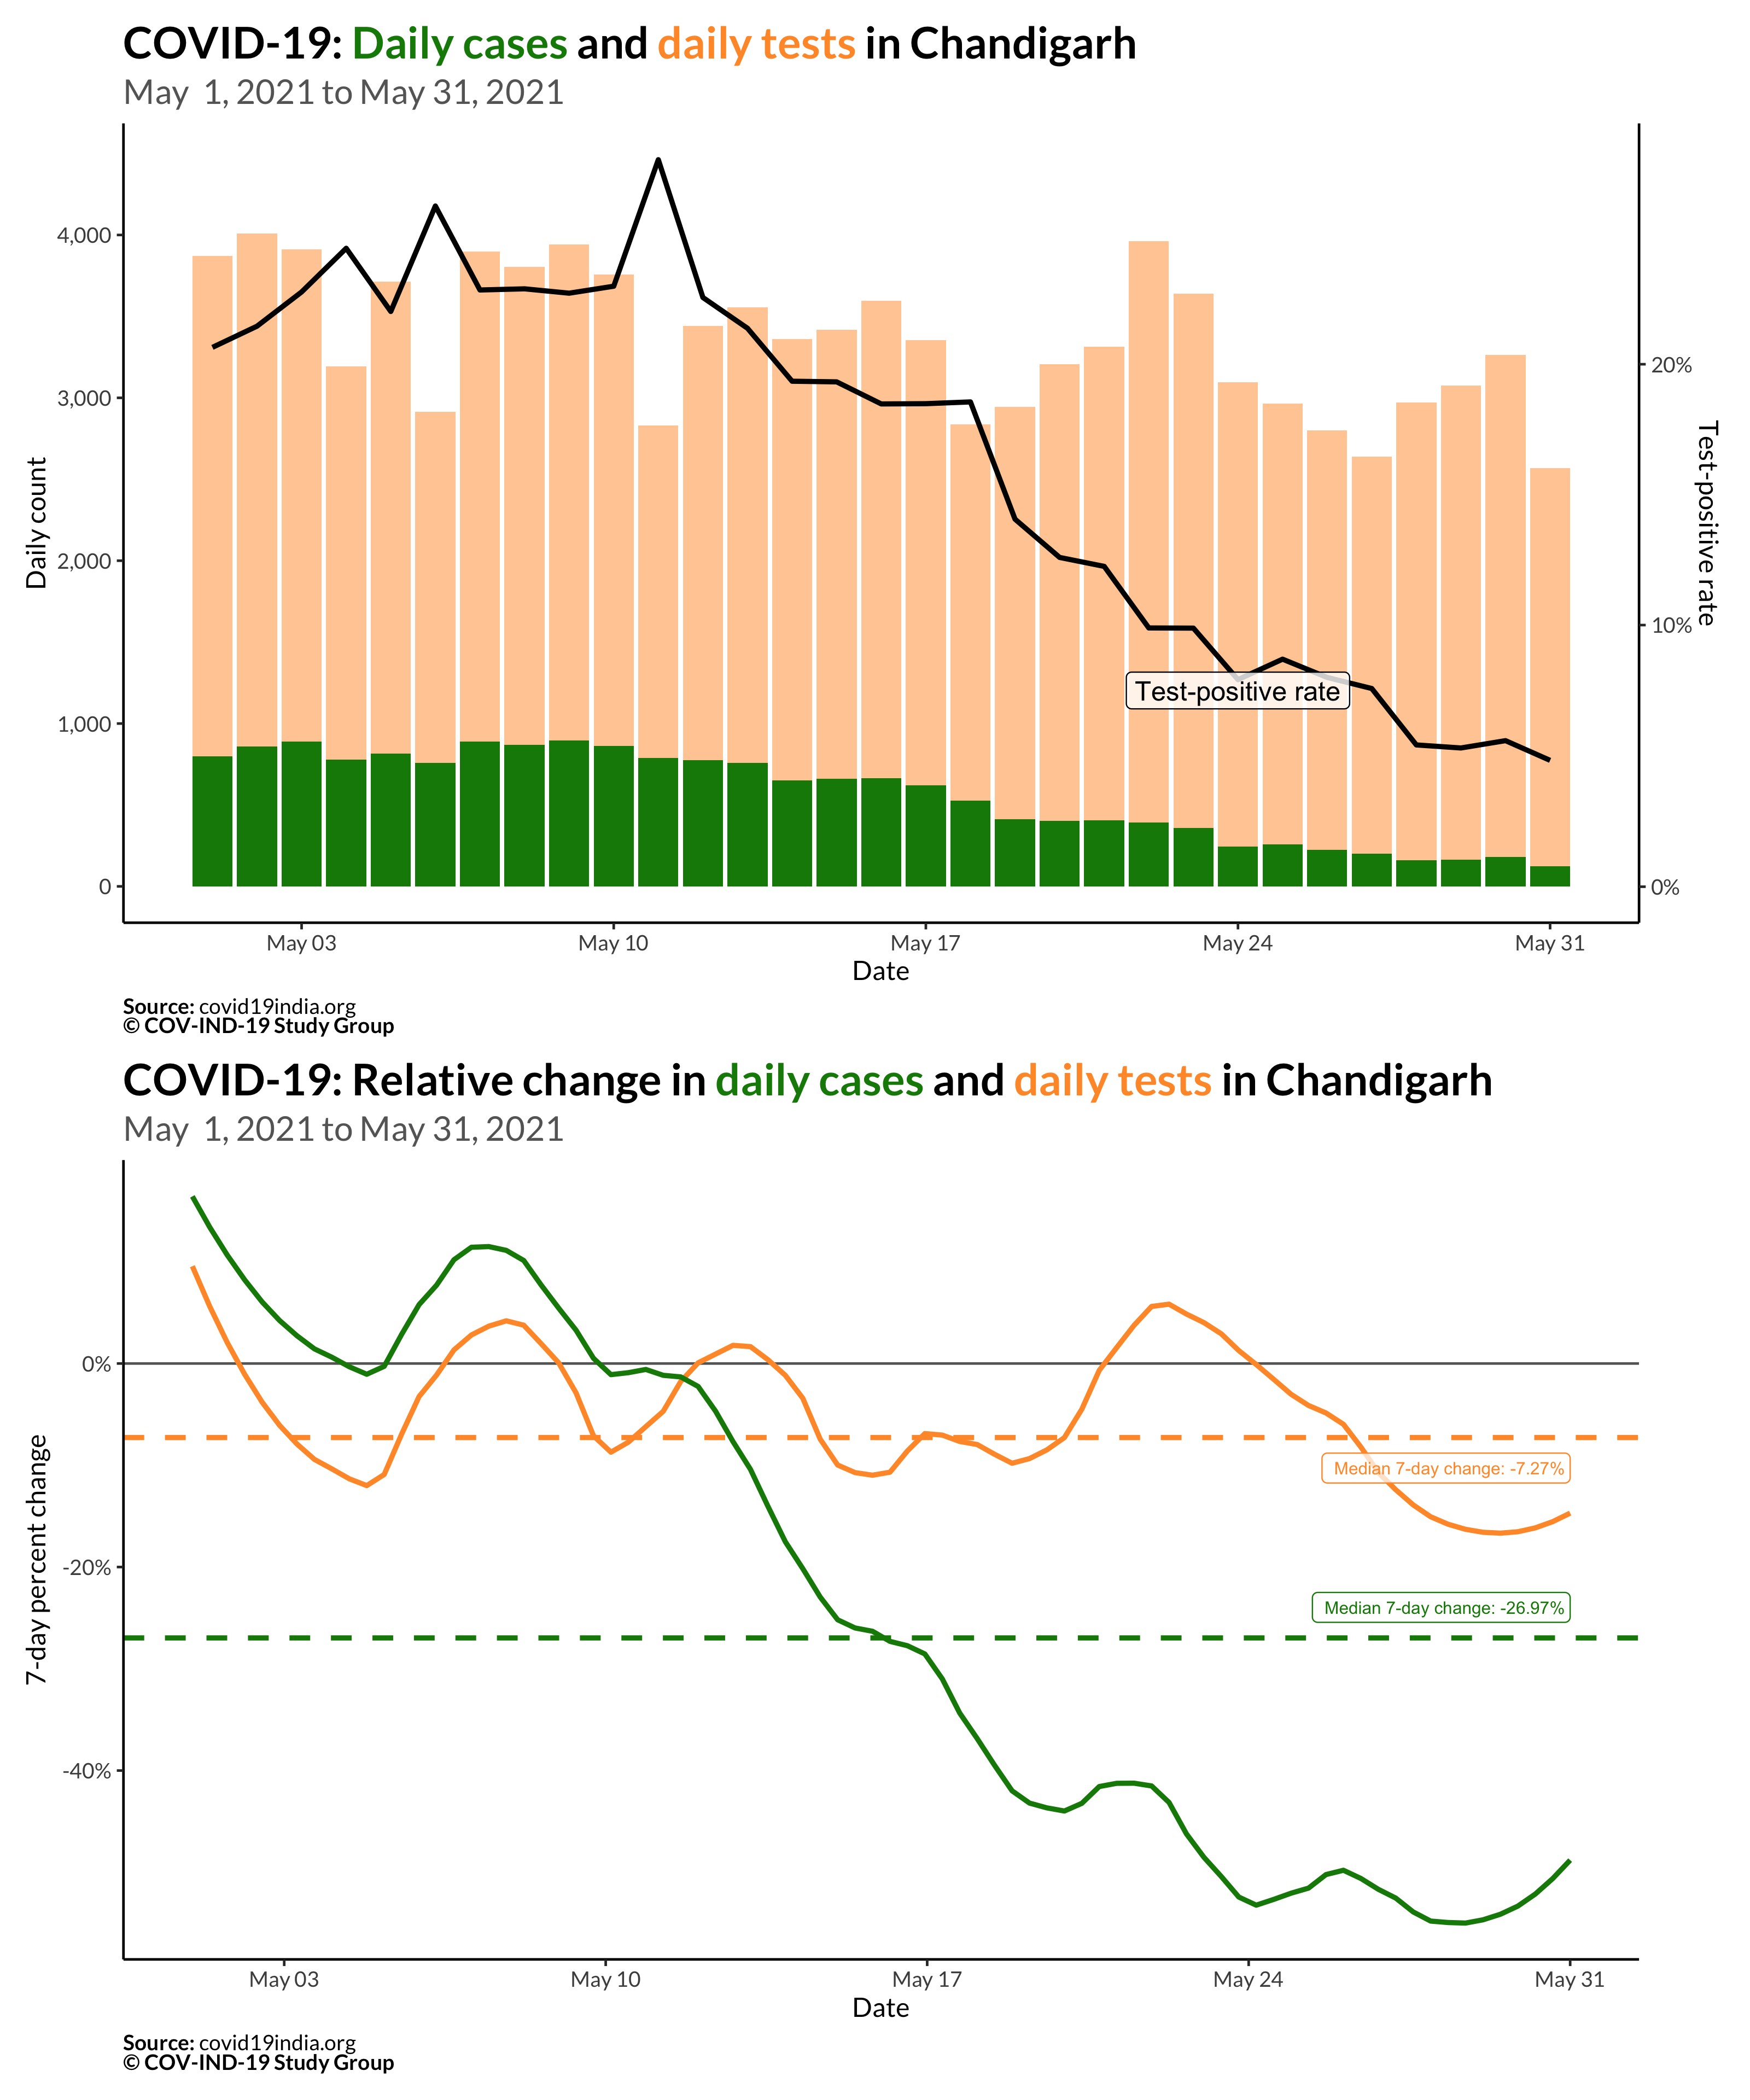 COVID-19: Daily cases and daily tests in Chandigarh
May 1, 2021 to May 31, 2021
4,000
3,000
2,000
1,000
0
Daily count
20%
10%
0%
Test-positive rate
Test-positive rate
May 03
May 10
May 17
May 24
May 31
Date
Source: covid19india.org
© COV-IND-19 Study Group
COVID-19: Relative change in daily cases and daily tests in Chandigarh
May 1, 2021 to May 31, 2021
0%
-20%
-40%
7-day percent change
Median 7-day change: -7.27%
Median 7-day change: -26.97%
May 03
May 10
May 17
May 24
May 31
Date
Source: covid19india.org
© COV-IND-19 Study Group